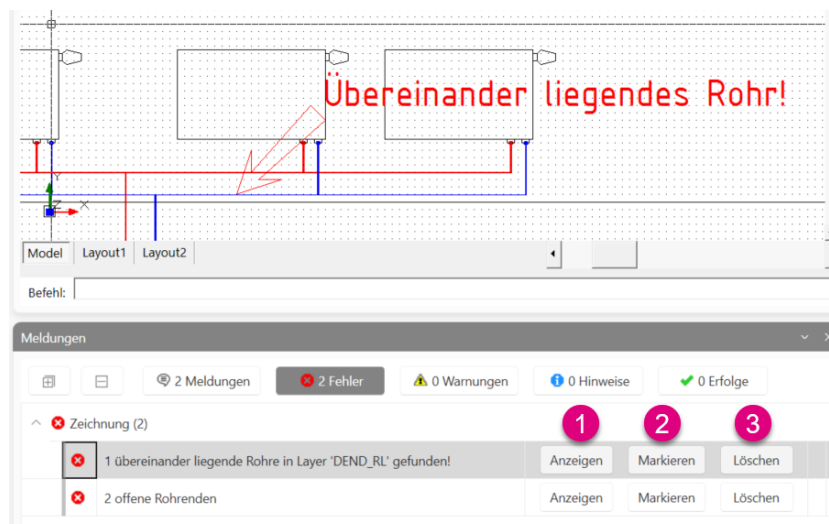 Übereinander liegendes Rohr!
Y
Z X
Model Layout1 Layout2
Befehl:
Meldungen
2 Meldungen 2 Fehler 0 Warnungen 0 Hinweise 0 Erfolge
Zeichnung (2)
1 2 3
1 übereinander liegende Rohre in Layer 'DEND_RL' gefunden! Anzeigen Markieren Löschen
2 offene Rohrenden Anzeigen Markieren Löschen